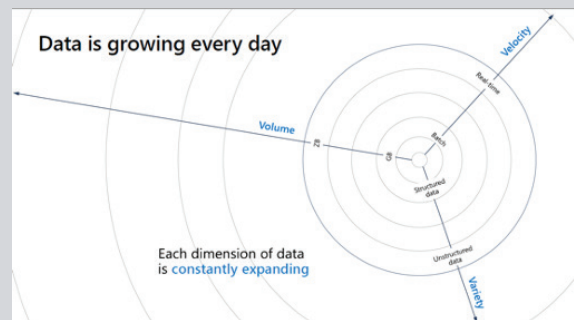 Data is growing every day
Velocity
Real-time
Volume
ZB
Batch
GB
Structured
data
Each dimension of data
is constantly expanding
Unstructured
data
Variety